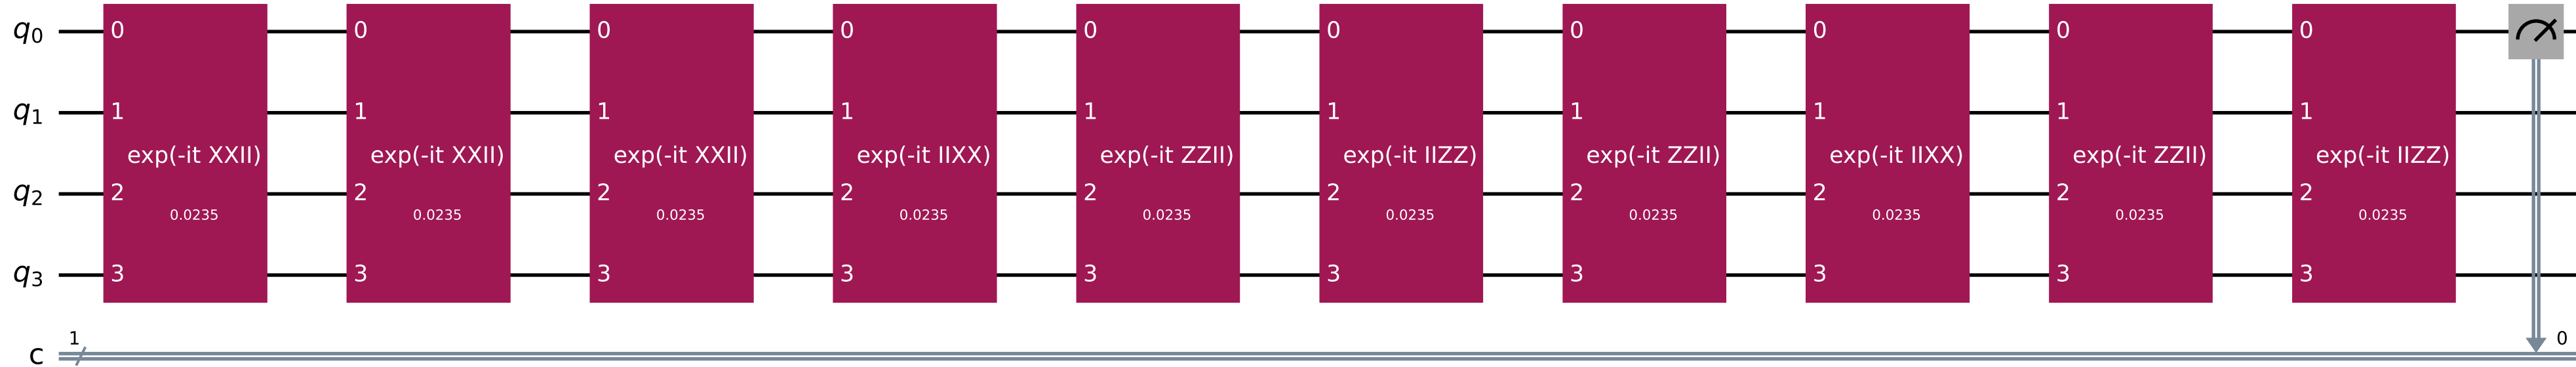 q0 0 0 0 0 0 0 0 0 0 0
q1 1 1 1 1 1 1 1 1 1 1
exp(-it XXII) exp(-it XXII) exp(-it XXII) exp(-it IIXX) exp(-it ZZII) exp(-it IIZZ) exp(-it ZZII) exp(-it IIXX) exp(-it ZZII) exp(-it IIZZ)
q2 2 2 2 2 2 2 2 2 2 2
0.0235 0.0235 0.0235 0.0235 0.0235 0.0235 0.0235 0.0235 0.0235 0.0235
q3 3 3 3 3 3 3 3 3 3 3
1 0
c